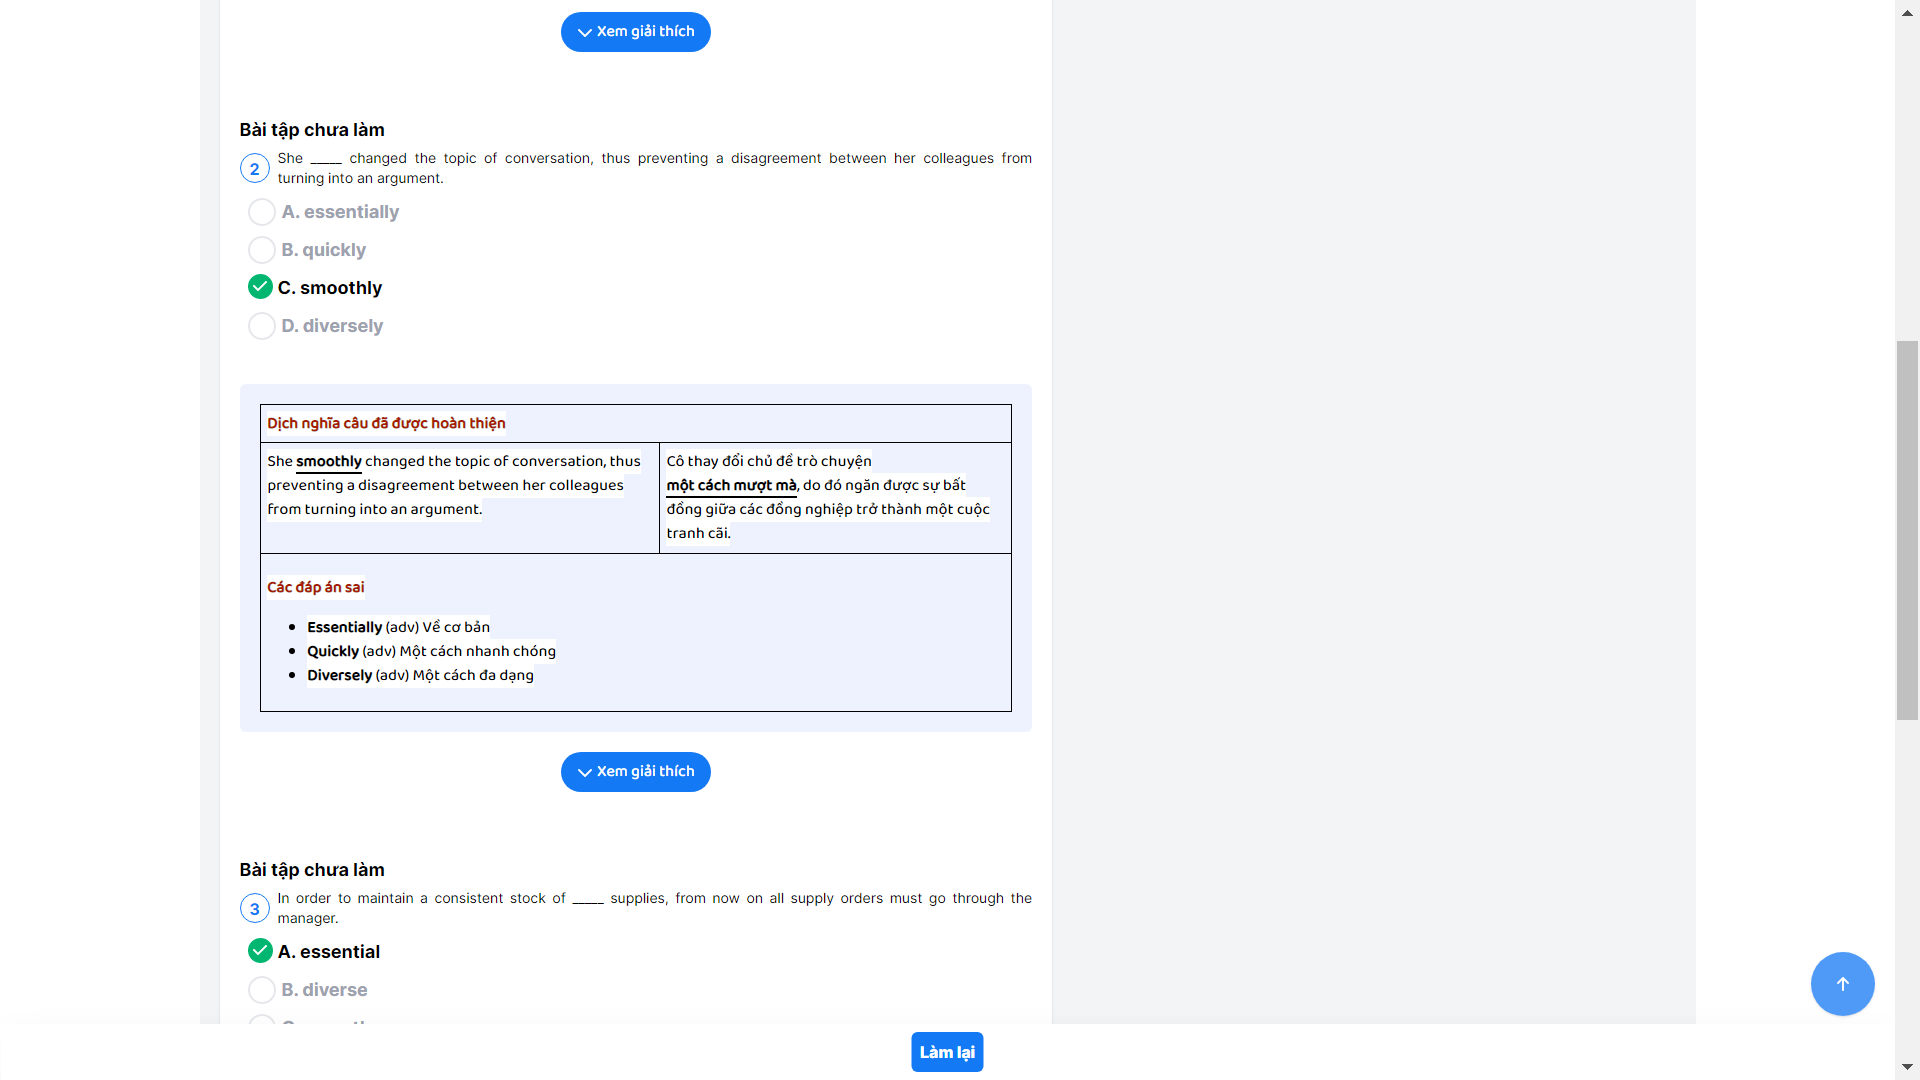 Xem giải thích
Bài tập chưa làm
2
She _____ changed the topic of conversation, thus preventing a disagreement between her colleagues from
turning into an argument.
A. essentially
B. quickly
C. smoothly
D. diversely
Dịch nghĩa câu đã được hoàn thiện
She smoothly changed the topic of conversation, thus
preventing a disagreement between her colleagues
from turning into an argument.
Cô thay đổi chủ đề trò chuyện
một cách mượt mà, do đó ngăn được sự bất
đồng giữa các đồng nghiệp trở thành một cuộc
tranh cãi.
Các đáp án sai
Essentially (adv) Về cơ bản
Quickly (adv) Một cách nhanh chóng
Diversely (adv) Một cách đa dạng
Xem giải thích
Bài tập chưa làm
3
In order to maintain a consistent stock of _____ supplies, from now on all supply orders must go through the
manager.
A. essential
B. diverse
Làm lại